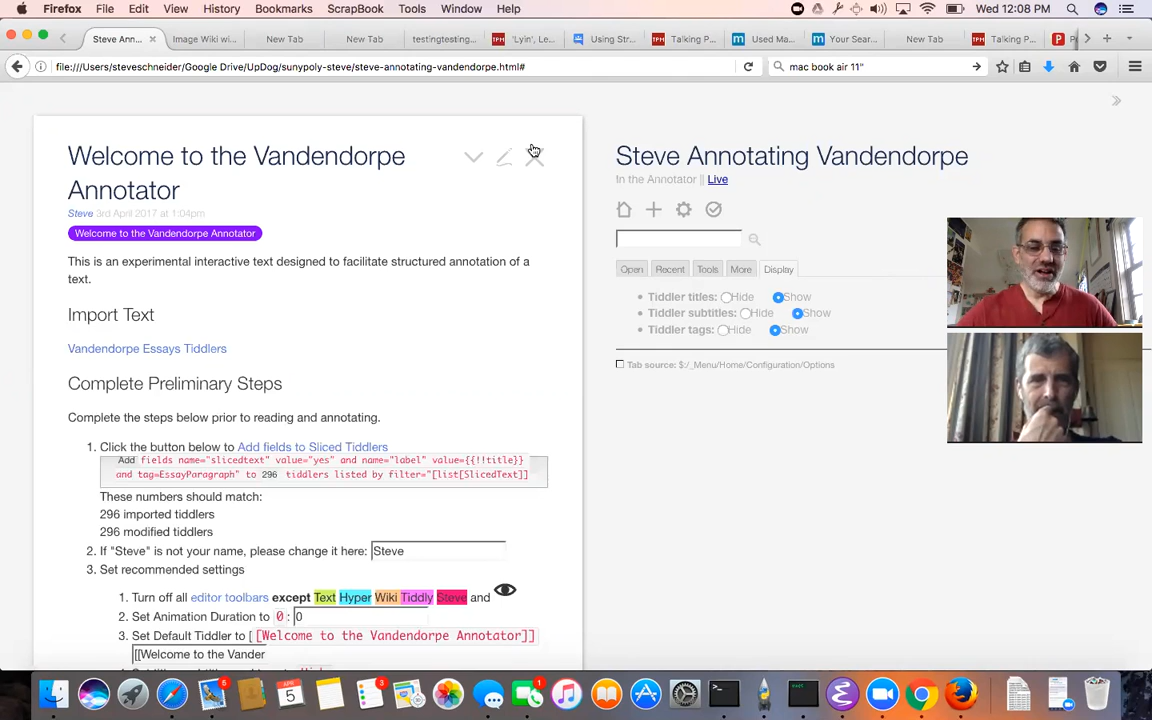 Firefox File Edit View History Bookmarks ScrapBook Tools Window Help Wed 12:08 PM
Steve Ann... Image Wiki wi... New Tab New Tab testingtesting... 'Lyin', Le... Using Str... Talking P... Used Ma... Your Sear... New Tab Talking P...
file:///Users/steveschneider/Google Drive/UpDog/sunypoly-steve/steve-annotating-vandendorpe.html# mac book air 11"
Welcome to the Vandendorpe
Annotator
Steve 3rd April 2017 at 1:04pm
Welcome to the Vandendorpe Annotator
This is an experimental interactive text designed to facilitate structured annotation of a
text.
Import Text
Vandendorpe Essays Tiddlers
Complete Preliminary Steps
Complete the steps below prior to reading and annotating.
1. Click the button below to Add fields to Sliced Tiddlers
Add fields name="slicedtext" value="yes" and name="label" value={{!!title}}
and tag=EssayParagraph" to 296 tiddlers listed by filter="[list[SlicedText]]
These numbers should match:
296 imported tiddlers
296 modified tiddlers
2. If "Steve" is not your name, please change it here: Steve
3. Set recommended settings
1. Turn off all editor toolbars except Text Hyper Wiki Tiddly Steve and
2. Set Animation Duration to 0: 0
3. Set Default Tiddler to [ [Welcome to the Vandendorpe Annotator]]
[[Welcome to the Vander
Steve Annotating Vandendorpe
In the Annotator || Live
Open Recent Tools More Display
Tiddler titles: Hide Show
Tiddler subtitles: Hide Show
Tiddler tags: Hide Show
Tab source: $:/_Menu/Home/Configuration/Options